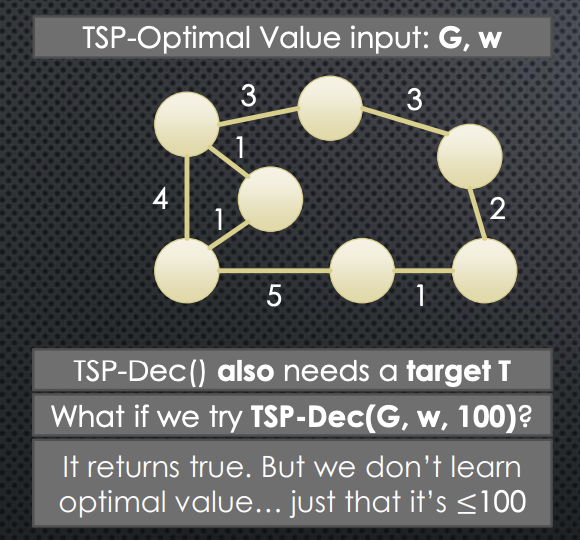 TSP-Optimal Value input: G, w
3
3
1
4
1
2
5
1
TSP-Dec() also needs a target T
What if we try TSP-Dec(G, w, 100)?
It returns true. But we don’t learn
optimal value… just that it’s ≤100